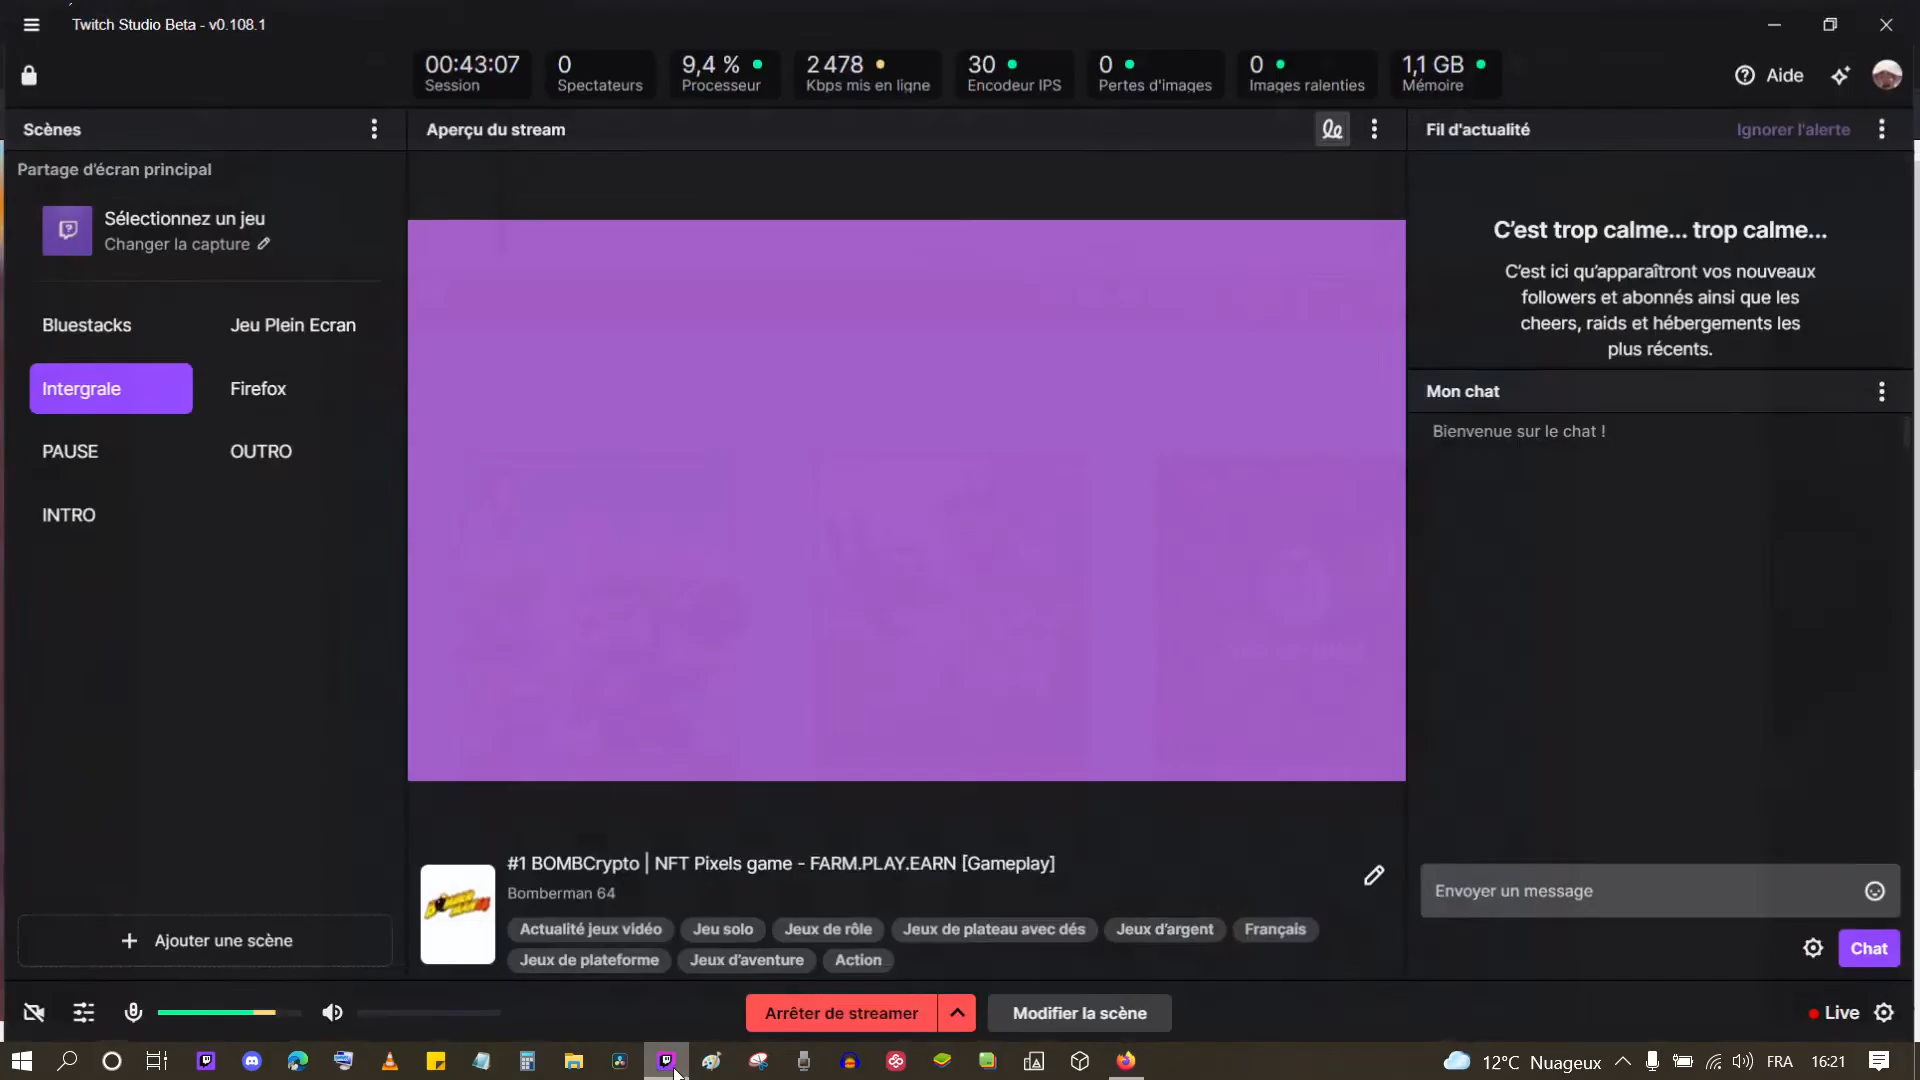 Twitch Studio Beta - v0.108.1
00:43:07
Session
0
Spectateurs
9,4 %
Processeur
2 478
Kbps mis en ligne
30
Encodeur IPS
0
Pertes d'images
0
Images ralenties
1,1 GB
Mémoire
Aide
Scènes
Partage d'écran principal
Sélectionnez un jeu
Changer la capture
Bluestacks
Jeu Plein Ecran
Intergrale
Firefox
PAUSE
OUTRO
INTRO
Ajouter une scène
Aperçu du stream
#1 BOMBCrypto | NFT Pixels game - FARM.PLAY.EARN [Gameplay]
Bomberman 64
Actualité jeux vidéo
Jeu solo
Jeux de rôle
Jeux de plateau avec dés
Jeux d'argent
Français
Jeux de plateforme
Jeux d'aventure
Action
Fil d'actualité
Ignorer l'alerte
C'est trop calme... trop calme...
C'est ici qu'apparaîtront vos nouveaux
followers et abonnés ainsi que les
cheers, raids et hébergements les
plus récents.
Mon chat
Bienvenue sur le chat !
Envoyer un message
Chat
Arrêter de streamer
Modifier la scène
Live
12°C Nuageux
FRA
16:21